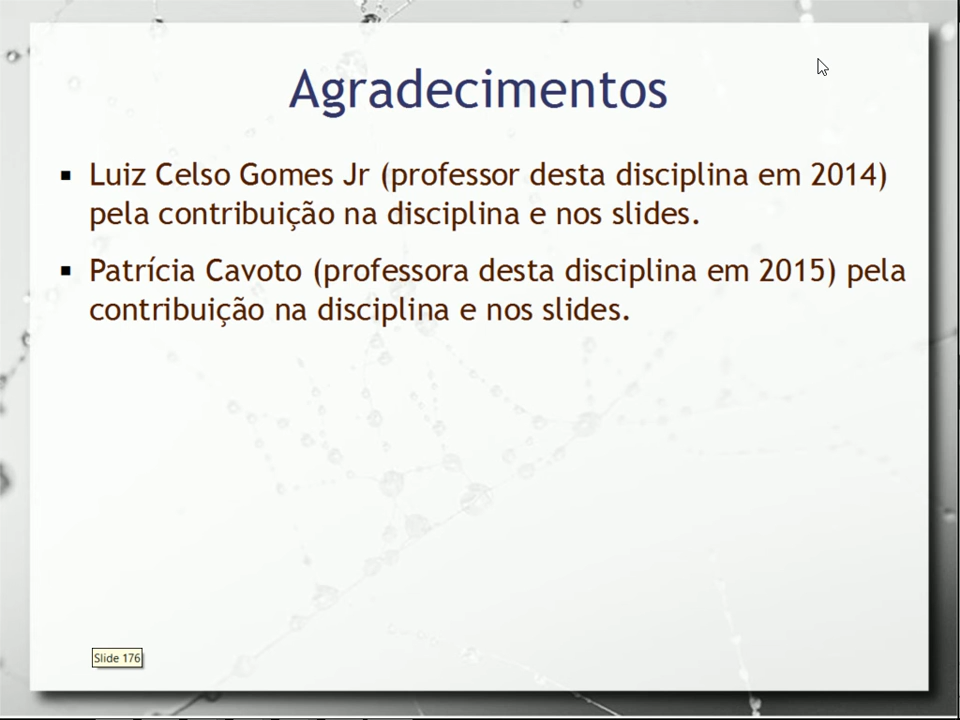 Agradecimentos
▪ Luiz Celso Gomes Jr (professor desta disciplina em 2014)
pela contribuição na disciplina e nos slides.
▪ Patrícia Cavoto (professora desta disciplina em 2015) pela
contribuição na disciplina e nos slides.
Slide 176